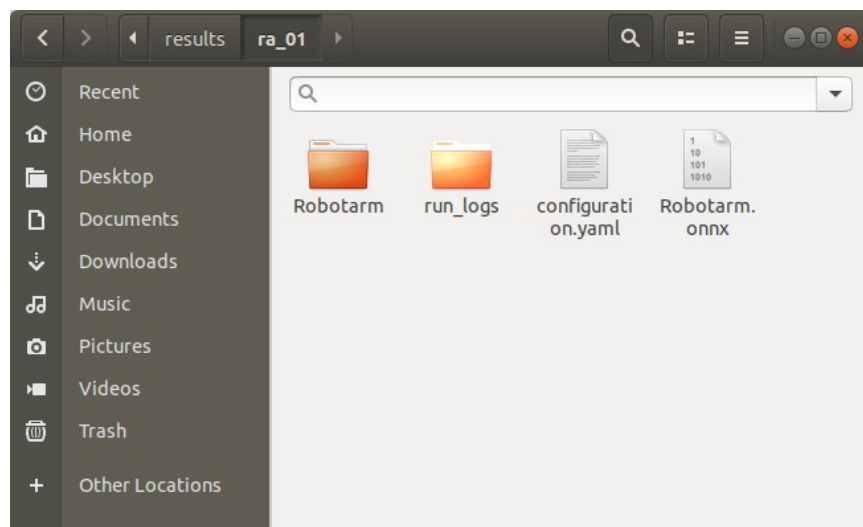 results
ra_01
Recent
Home
Desktop
Documents
Downloads
Music
Pictures
Videos
Trash
Other Locations
Robotarm
run_logs
configurati
on.yaml
1
10
101
1010
Robotarm.
onnx